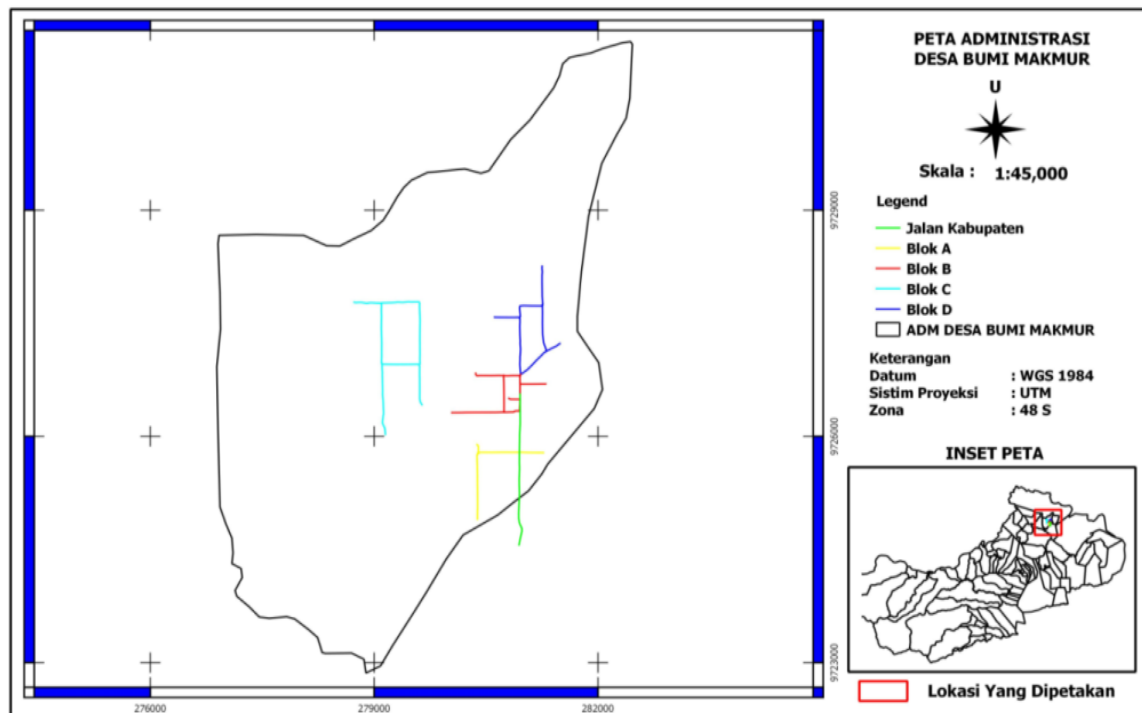 PETA ADMINISTRASI
DESA BUMI MAKMUR
U
Skala : 1:45,000
Legend
Jalan Kabupaten
Blok A
Blok B
Blok C
Blok D
ADM DESA BUMI MAKMUR
Keterangan
Datum : WGS 1984
Sistim Proyeksi : UTM
Zona : 48 S
INSET PETA
Lokasi Yang Dipetakan
9729000
9726000
9723000
276000
279000
282000